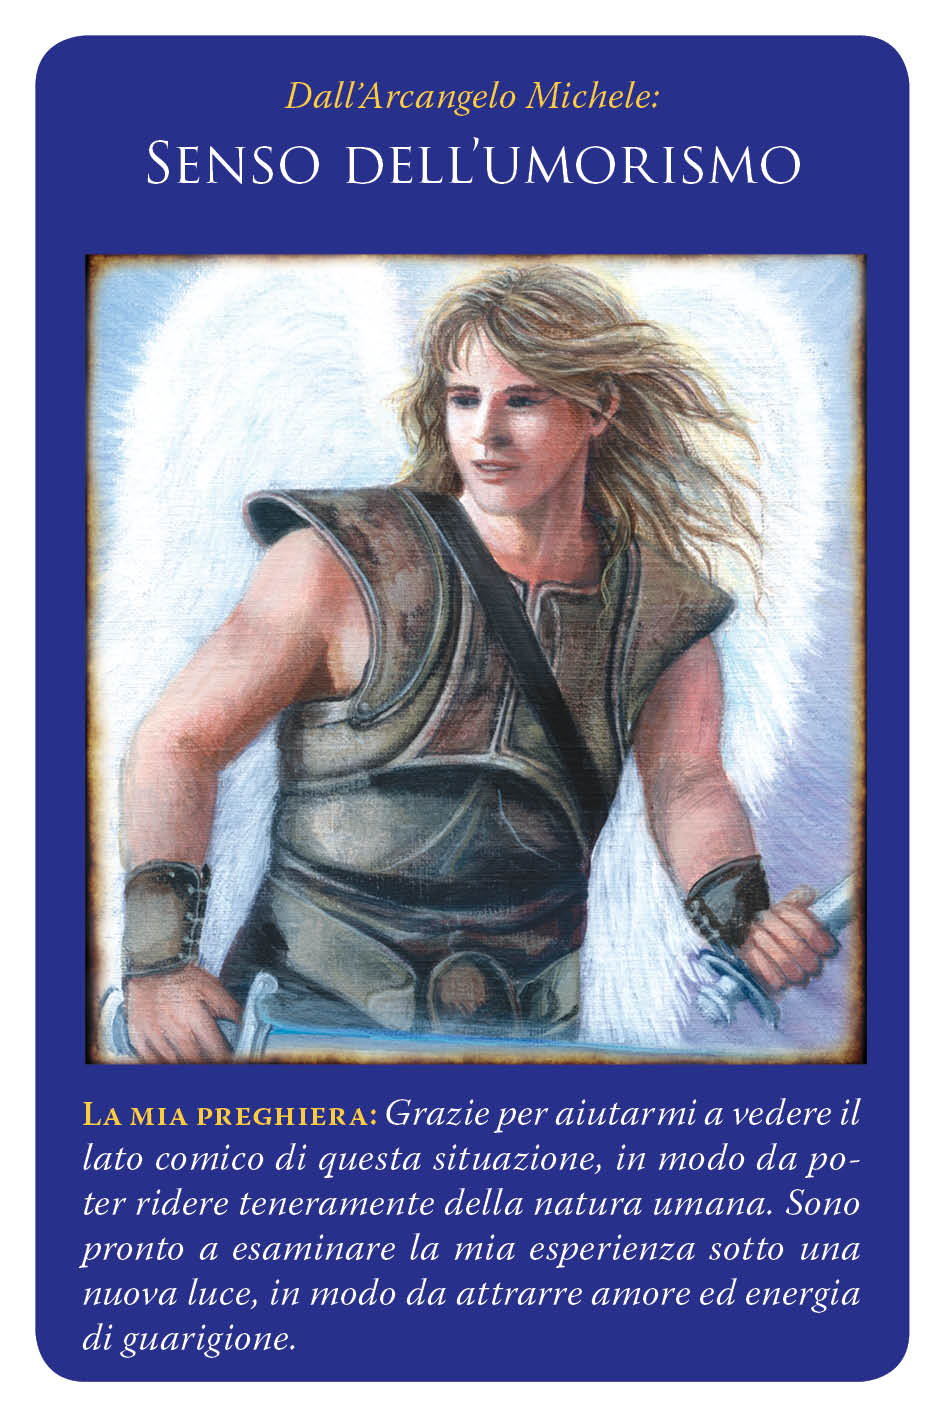 Dall'Arcangelo Michele:
Senso dell'umorismo
La mia preghiera: Grazie per aiutarmi a vedere il
lato comico di questa situazione, in modo da po-
ter ridere teneramente della natura umana. Sono
pronto a esaminare la mia esperienza sotto una
nuova luce, in modo da attrarre amore ed energia
di guarigione.